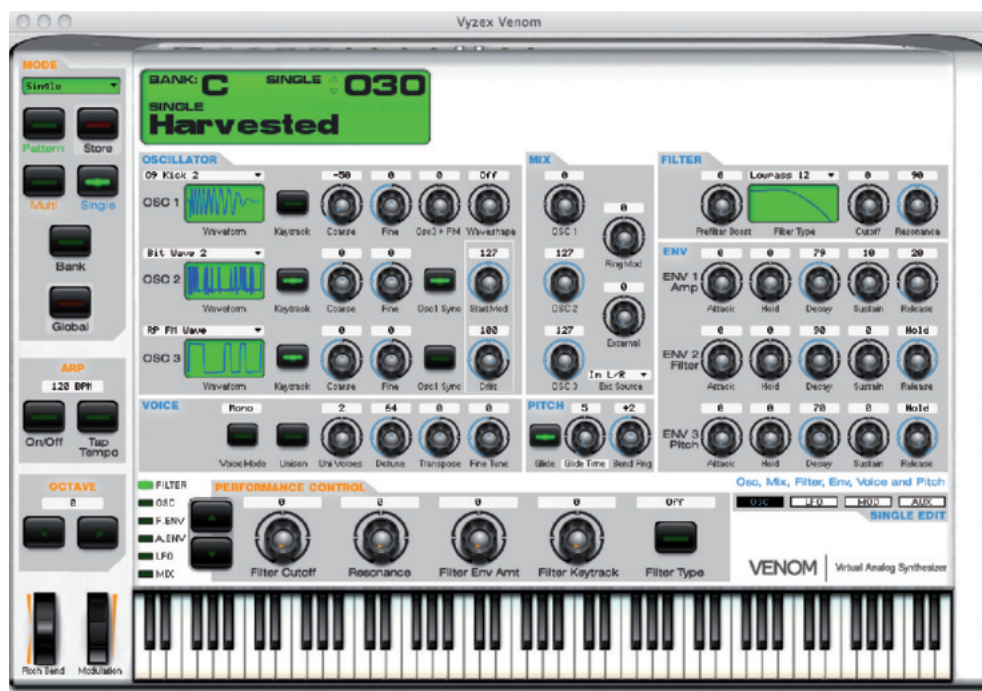 Vyzex Venom
MODE
Single
Pattern Store
Multi Single
Bank
Global
ARP
120 BPM
On/Off Tap Tempo
OCTAVE
0
Pitch Bend Modulation
BANK: C SINGLE 030
SINGLE
Harvested
OSCILLATOR
09 Kick 2 -50 0 0 Off
OSC 1
Waveform Keytrack Coarse Fine Osc3 > FM Waveshape
Bit Wave 2 0 0 127
OSC 2
Waveform Keytrack Coarse Fine Osc1 Sync StartMod
RP FM Wave 0 0 100
OSC 3
Waveform Keytrack Coarse Fine Osc1 Sync Drift
MIX
0
OSC 1
0
RingMod
127
OSC 2
0
External
127
In L/R
OSC 3 Ext Source
FILTER
0 Lowpass 12 0 90
Prefilter Boost Filter Type Cutoff Resonance
ENV 0 0 79 10 20
ENV 1
Amp
Attack Hold Decay Sustain Release
0 0 90 0 Hold
ENV 2
Filter
Attack Hold Decay Sustain Release
0 0 70 0 Hold
ENV 3
Pitch
Attack Hold Decay Sustain Release
VOICE
Mono 2 64 0 0
VoiceMode Unison Uni Voices Detune Transpose Fine Tune
PITCH 5 +2
Glide Glide Time Bend Rng
FILTER
OSC
F.ENV
A.ENV
LFO
MIX
PERFORMANCE CONTROL
0 0 0 0 Off
Filter Cutoff Resonance Filter Env Amt Filter Keytrack Filter Type
Osc, Mix, Filter, Env, Voice and Pitch
OSC LFO MOD AUX
SINGLE EDIT
VENOM Virtual Analog Synthesizer